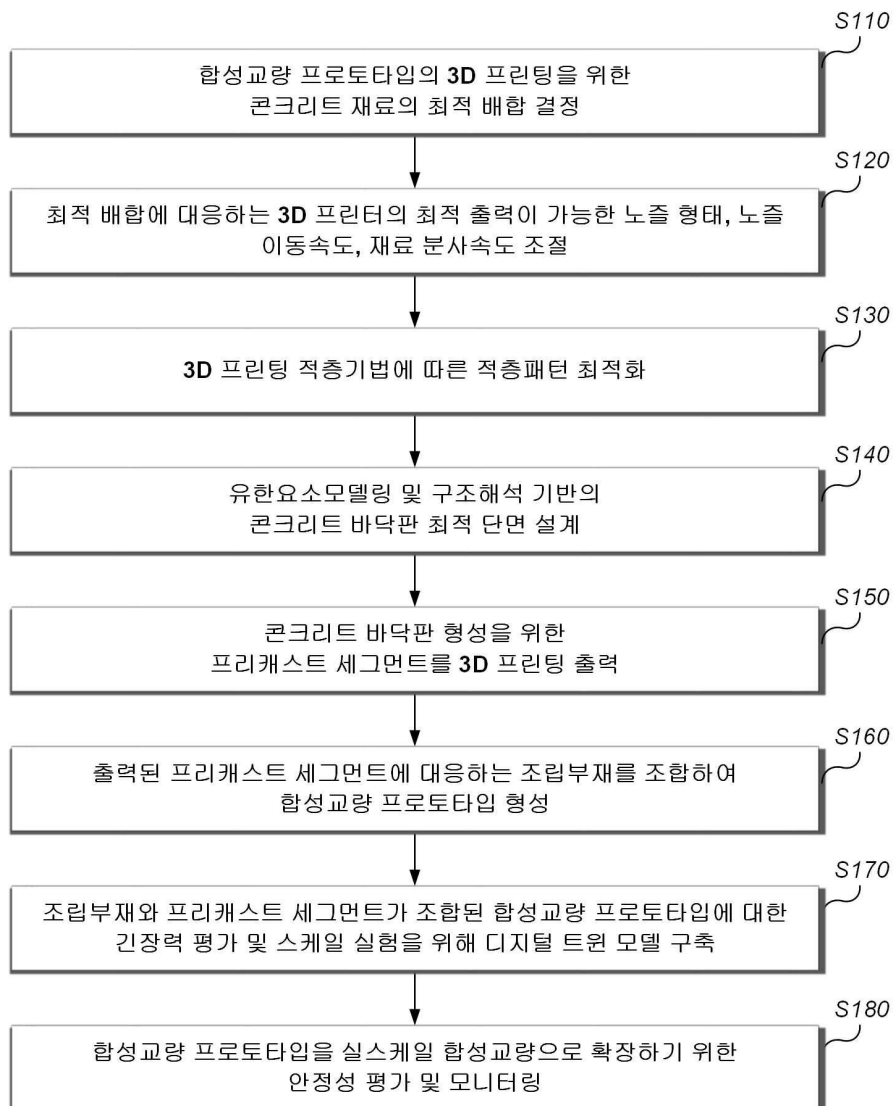 S110
합성교량 프로토타입의 3D 프린팅을 위한
콘크리트 재료의 최적 배합 결정
S120
최적 배합에 대응하는 3D 프린터의 최적 출력이 가능한 노즐 형태, 노즐
이동속도, 재료 분사속도 조절
S130
3D 프린팅 적층기법에 따른 적층패턴 최적화
S140
유한요소모델링 및 구조해석 기반의
콘크리트 바닥판 최적 단면 설계
S150
콘크리트 바닥판 형성을 위한
프리캐스트 세그먼트를 3D 프린팅 출력
S160
출력된 프리캐스트 세그먼트에 대응하는 조립부재를 조합하여
합성교량 프로토타입 형성
S170
조립부재와 프리캐스트 세그먼트가 조합된 합성교량 프로토타입에 대한
긴장력 평가 및 스케일 실험을 위해 디지털 트윈 모델 구축
S180
합성교량 프로토타입을 실스케일 합성교량으로 확장하기 위한
안정성 평가 및 모니터링